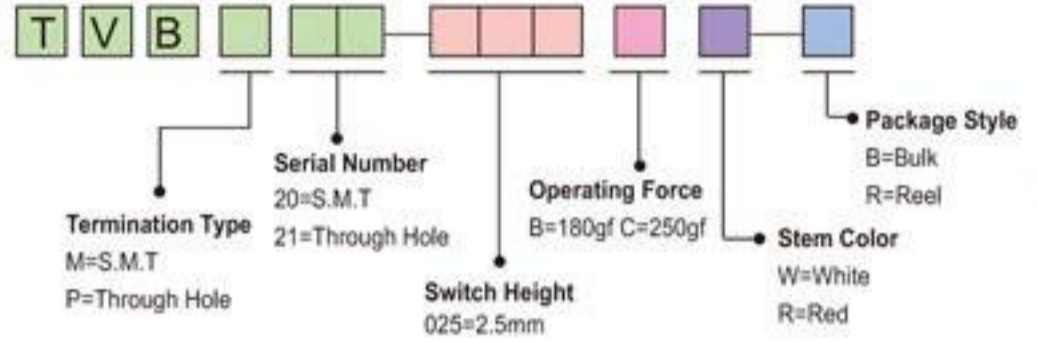 T V B
Termination Type
M=S.M.T
P=Through Hole
Serial Number
20=S.M.T
21=Through Hole
Switch Height
025=2.5mm
Operating Force
B=180gf C=250gf
Stem Color
W=White
R=Red
Package Style
B=Bulk
R=Reel